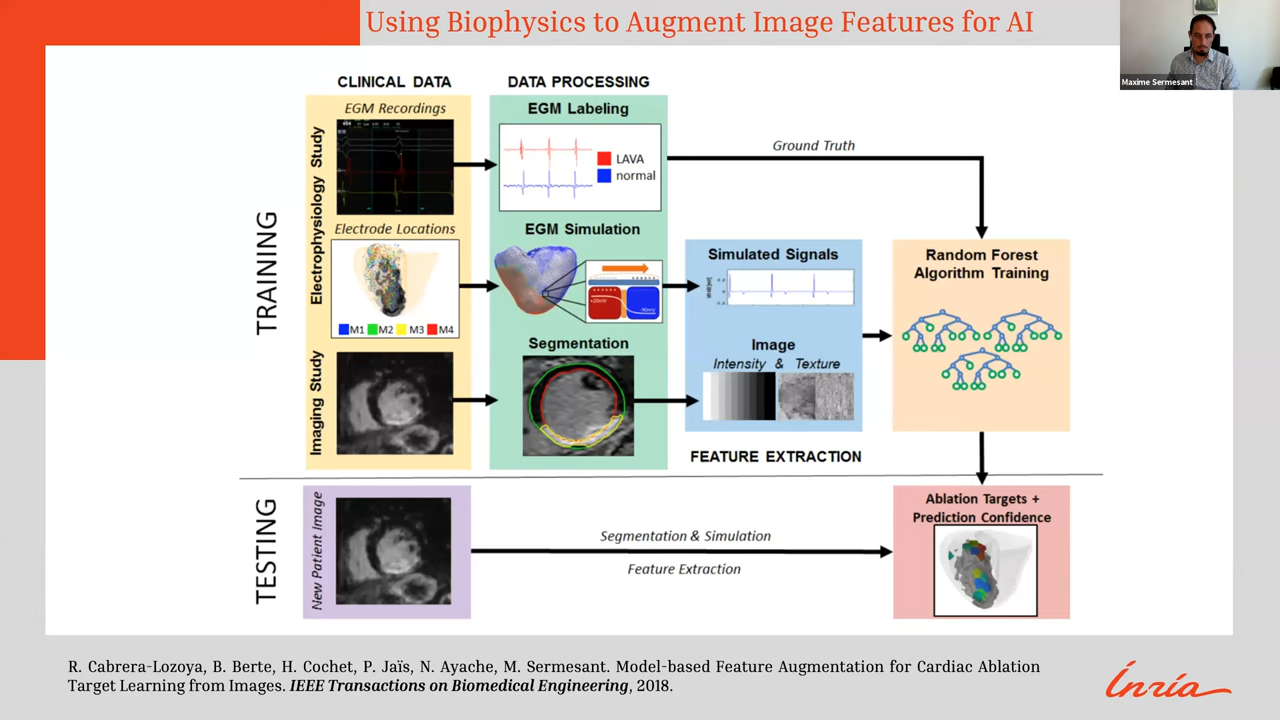 Using Biophysics to Augment Image Features for AI
Maxime Sermesant
CLINICAL DATA
DATA PROCESSING
TRAINING
Electrophysiology Study
EGM Recordings
EGM Labeling
LAVA
normal
Ground Truth
Electrode Locations
M1 M2 M3 M4
EGM Simulation
+20mV
-90mV
Simulated Signals
Random Forest
Algorithm Training
Imaging Study
Segmentation
Image
Intensity & Texture
FEATURE EXTRACTION
TESTING
New Patient Image
Segmentation & Simulation
Feature Extraction
Ablation Targets +
Prediction Confidence
R. Cabrera-Lozoya, B. Berte, H. Cochet, P. Jaïs, N. Ayache, M. Sermesant. Model-based Feature Augmentation for Cardiac Ablation
Target Learning from Images. IEEE Transactions on Biomedical Engineering, 2018.
Inria